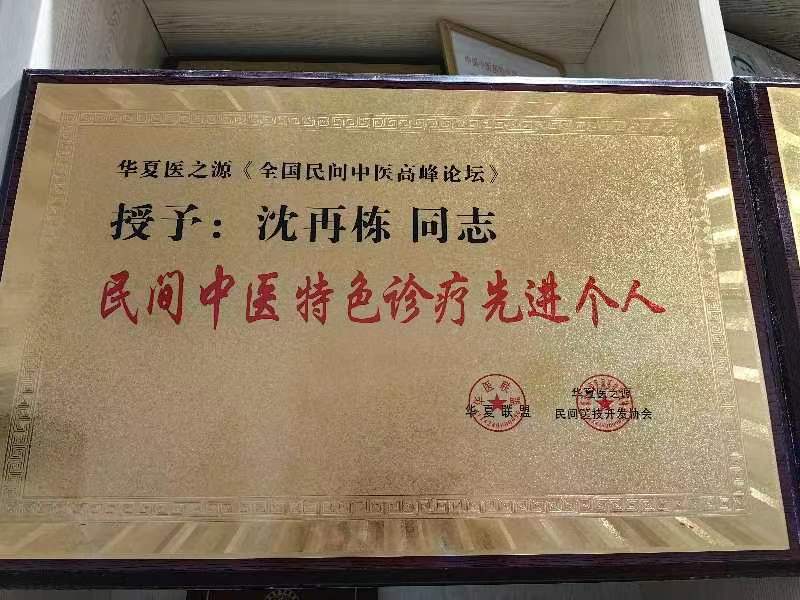 华夏医之源《全国民间中医高峰论坛》
授予：沈再栋 同志
民间中医特色诊疗先进个人
华夏联盟
华夏医之源
民间医技开发协会